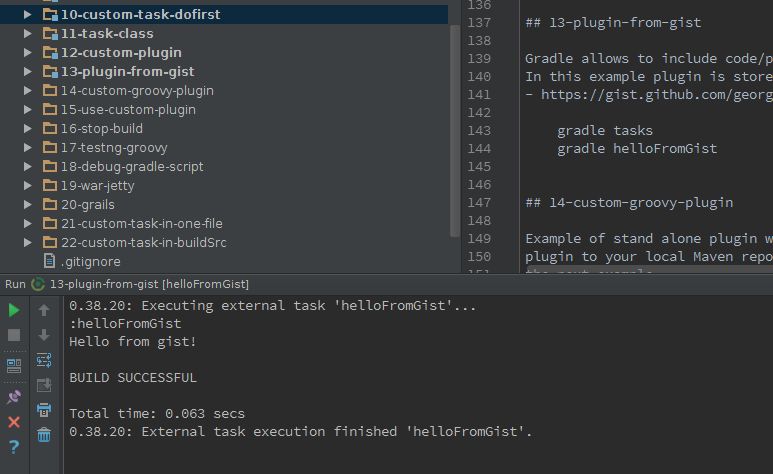 10-custom-task-dofirst
11-task-class
12-custom-plugin
13-plugin-from-gist
14-custom-groovy-plugin
15-use-custom-plugin
16-stop-build
17-testng-groovy
18-debug-gradle-script
19-war-jetty
20-grails
21-custom-task-in-one-file
22-custom-task-in-buildSrc
.gitignore
136
137 ## 13-plugin-from-gist
138
139 Gradle allows to include code/p
140 In this example plugin is store
141 - https://gist.github.com/georg
142
143 gradle tasks
144 gradle helloFromGist
145
146
147 ## 14-custom-groovy-plugin
148
149 Example of stand alone plugin w
150 plugin to your local Maven repo
151 the next example
Run 13-plugin-from-gist [helloFromGist]
0.38.20: Executing external task 'helloFromGist'...
:helloFromGist
Hello from gist!
BUILD SUCCESSFUL
Total time: 0.063 secs
0.38.20: External task execution finished 'helloFromGist'.